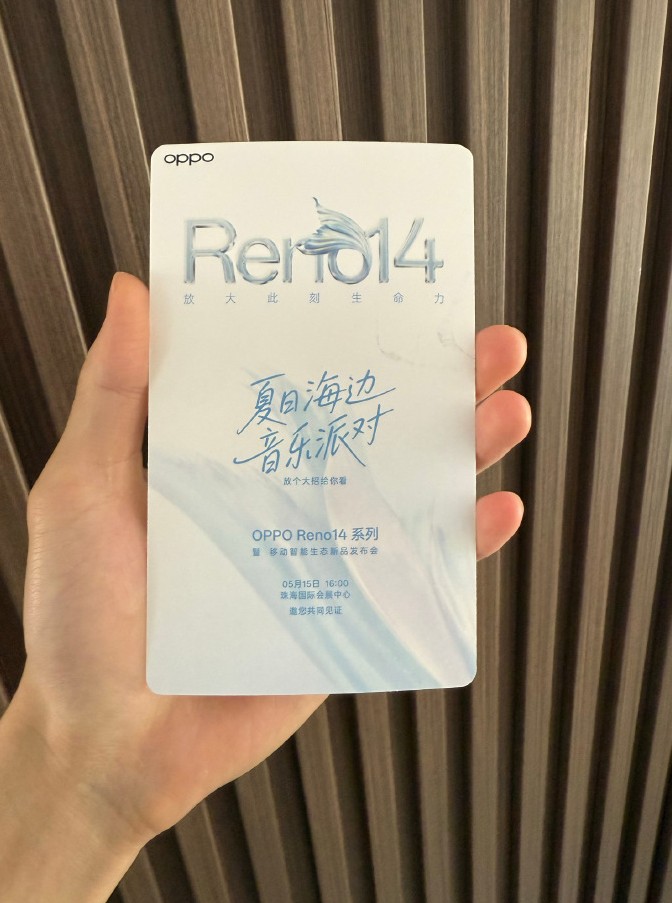 oppo
Reno14
放大此刻生命力
夏日海边
音乐派对
放个大招给你看
OPPO Reno14 系列
暨 移动智能生态新品发布会
05月15日 16:00
珠海国际会展中心
邀您共同见证